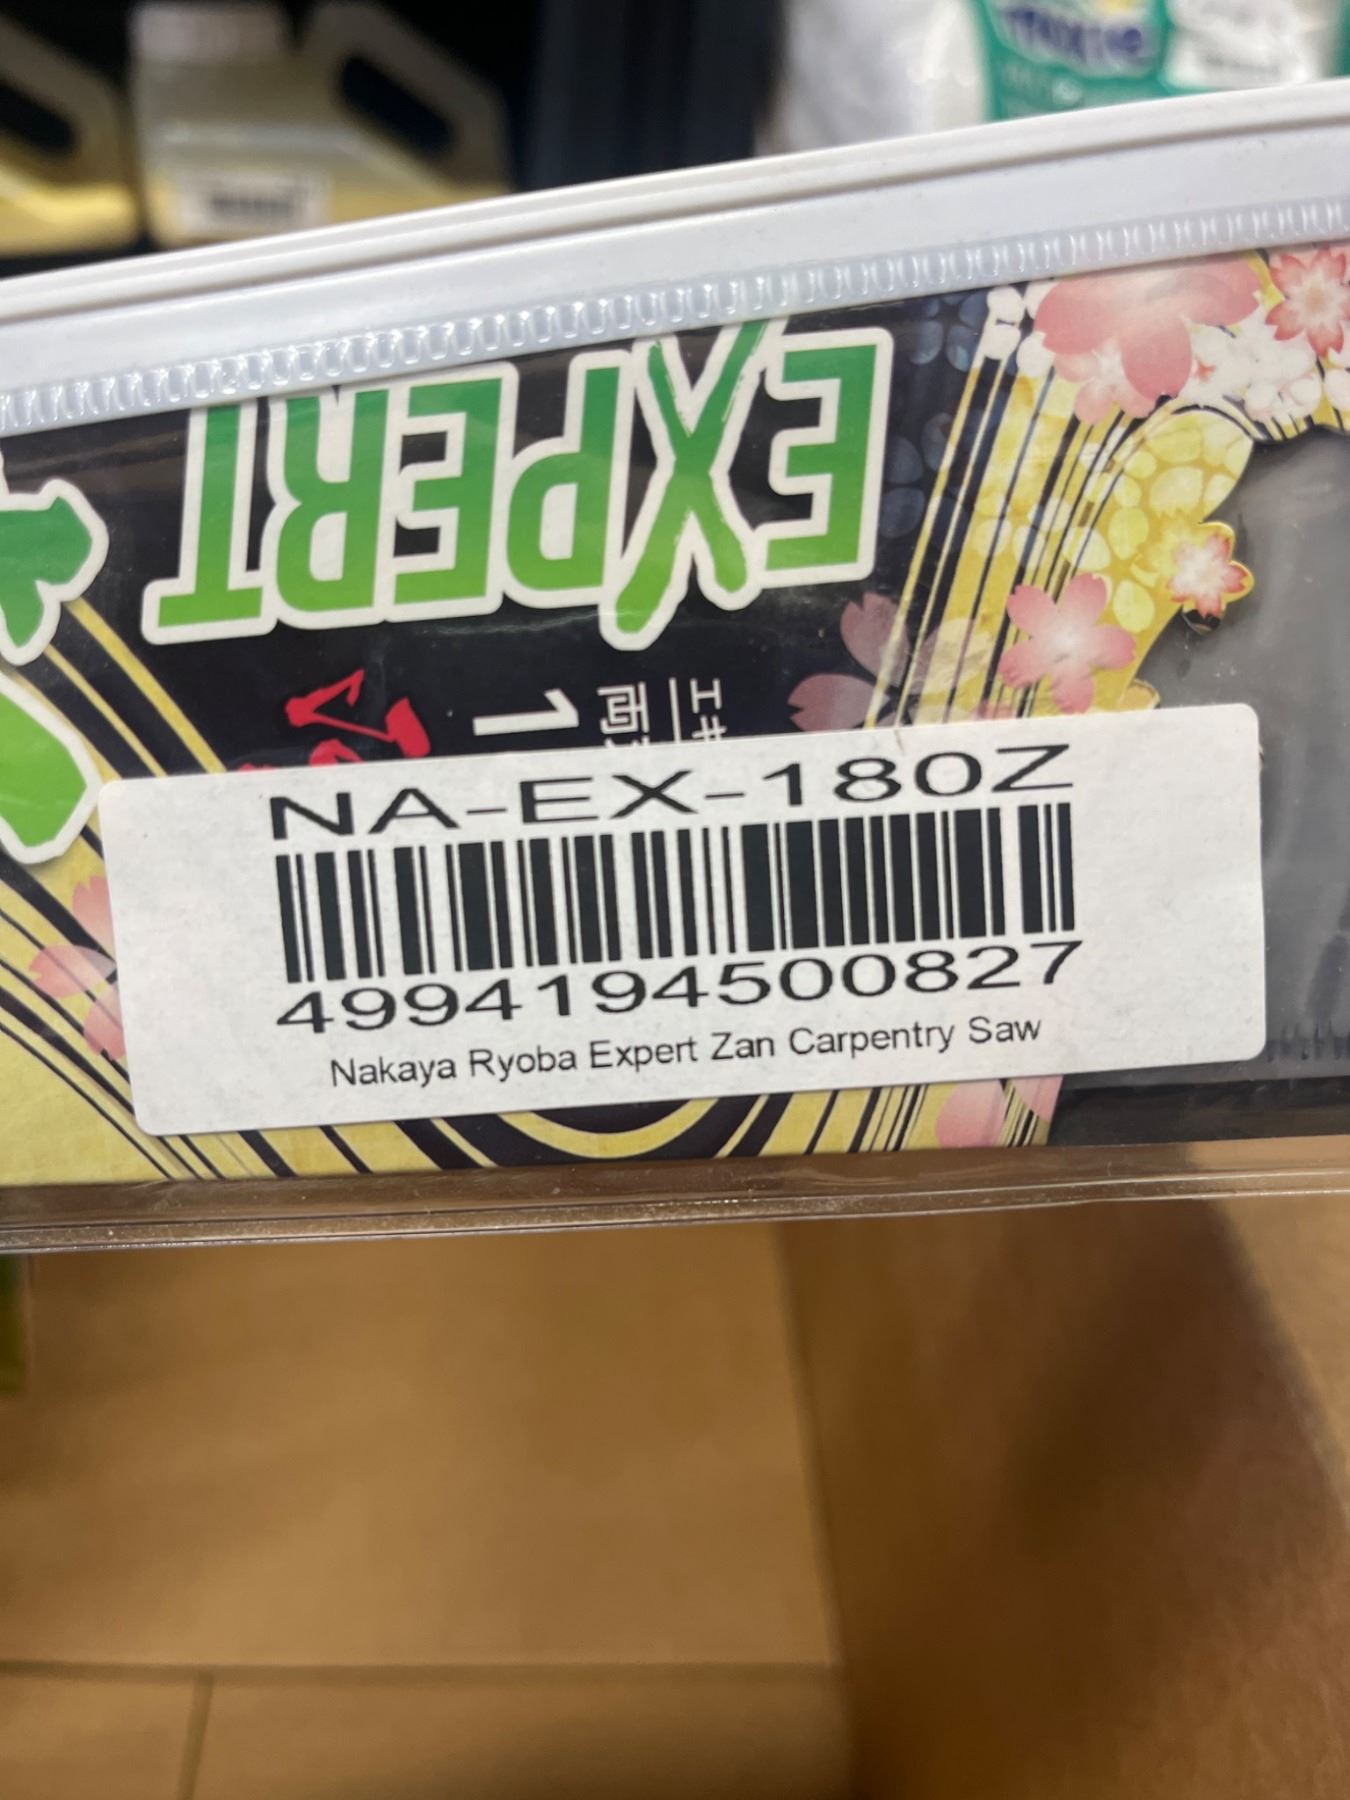 EXPERT
NA-EX-180Z
4994194500827
Nakaya Ryoba Expert Zan Carpentry Saw